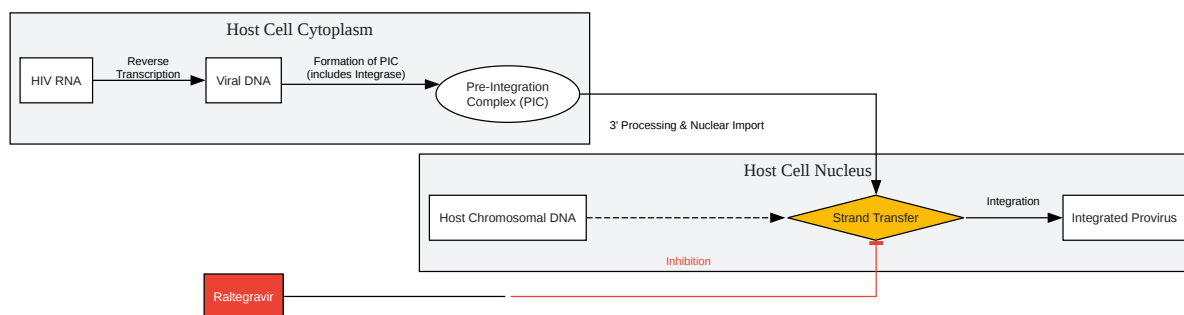 Host Cell Cytoplasm
HIV RNA
Reverse
Transcription
Viral DNA
Formation of PIC
(includes Integrase)
Pre-Integration
Complex (PIC)
3' Processing & Nuclear Import
Host Cell Nucleus
Host Chromosomal DNA
Strand Transfer
Integration
Integrated Provirus
Inhibition
Raltegravir